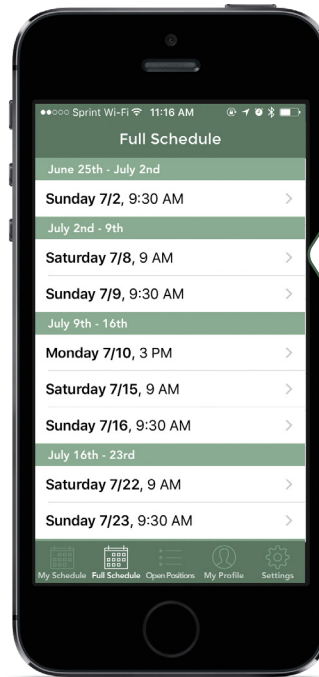 Sprint Wi-Fi 11:16 AM
Full Schedule
June 25th - July 2nd
Sunday 7/2, 9:30 AM
July 2nd - 9th
Saturday 7/8, 9 AM
Sunday 7/9, 9:30 AM
July 9th - 16th
Monday 7/10, 3 PM
Saturday 7/15, 9 AM
Sunday 7/16, 9:30 AM
July 16th - 23rd
Saturday 7/22, 9 AM
Sunday 7/23, 9:30 AM
My Schedule Full Schedule Open Positions My Profile Settings